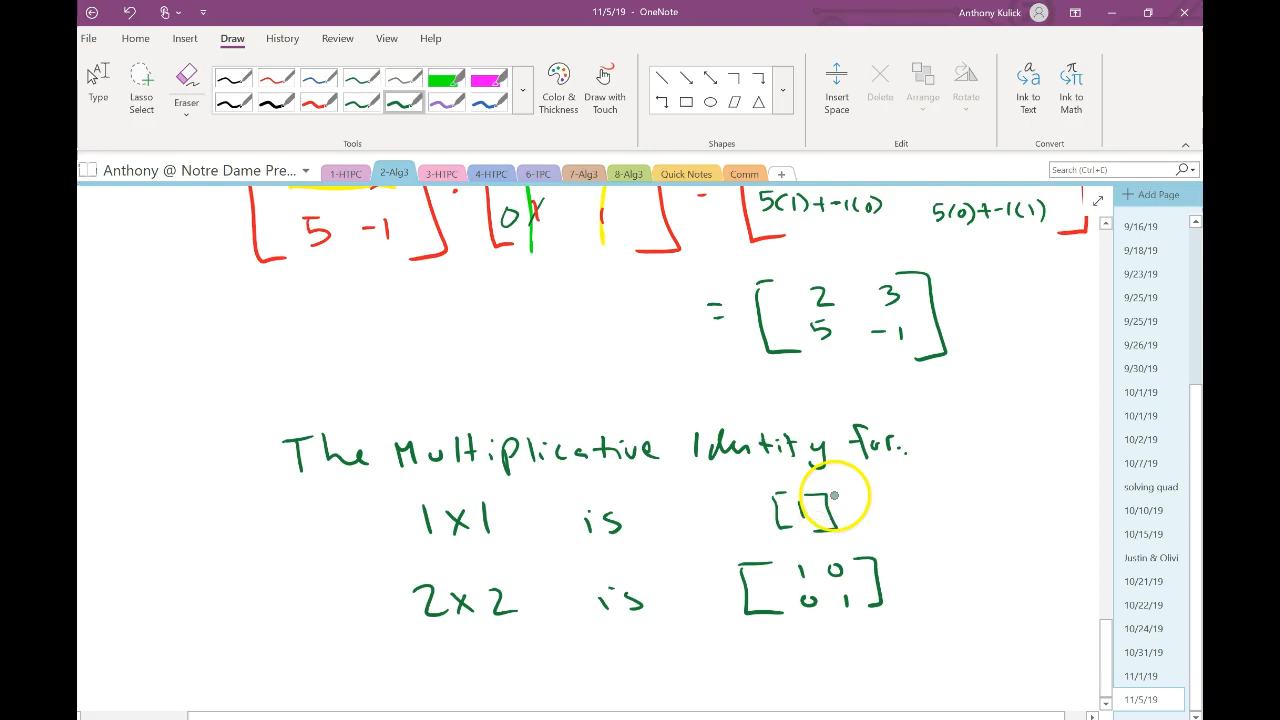 11/5/19 - OneNote
Anthony Kulick
File Home Insert Draw History Review View Help
Type
Lasso Select
Eraser
Color & Thickness
Draw with Touch
Insert Space
Delete
Arrange
Rotate
Ink to Text
Ink to Math
Tools
Shapes
Edit
Convert
Anthony @ Notre Dame Pre...
1-HTPC 2-Alg3 3-HTPC 4-HTPC 6-TPC 7-Alg3 8-Alg3 Quick Notes Comm
Search (Ctrl+E)
Add Page
9/16/19
9/18/19
9/23/19
9/25/19
9/25/19
9/26/19
9/30/19
10/1/19
10/1/19
10/2/19
10/7/19
solving quad
10/10/19
10/15/19
Justin & Olivi
10/21/19
10/22/19
10/24/19
10/31/19
11/1/19
11/5/19
5 -1 0 1 5(1)+-1(0) 5(0)+-1(1)
= [ 2 3
5 -1 ]
The Multiplicative Identity for..
1x1 is [1]
2x2 is [ 1 0
0 1 ]